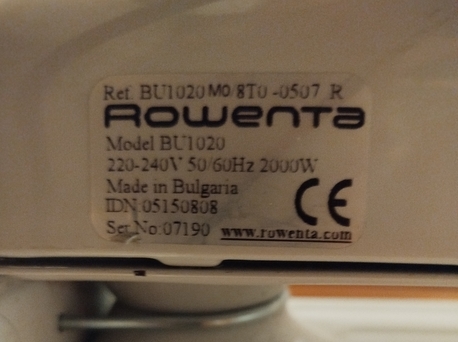 Ref. BU1020 M0/8T0 -0507 R
Rowenta
Model BU1020
220-240V 50/60Hz 2000W
Made in Bulgaria
IDN:05150808
Ser.No:07190 www.rowenta.com
CE